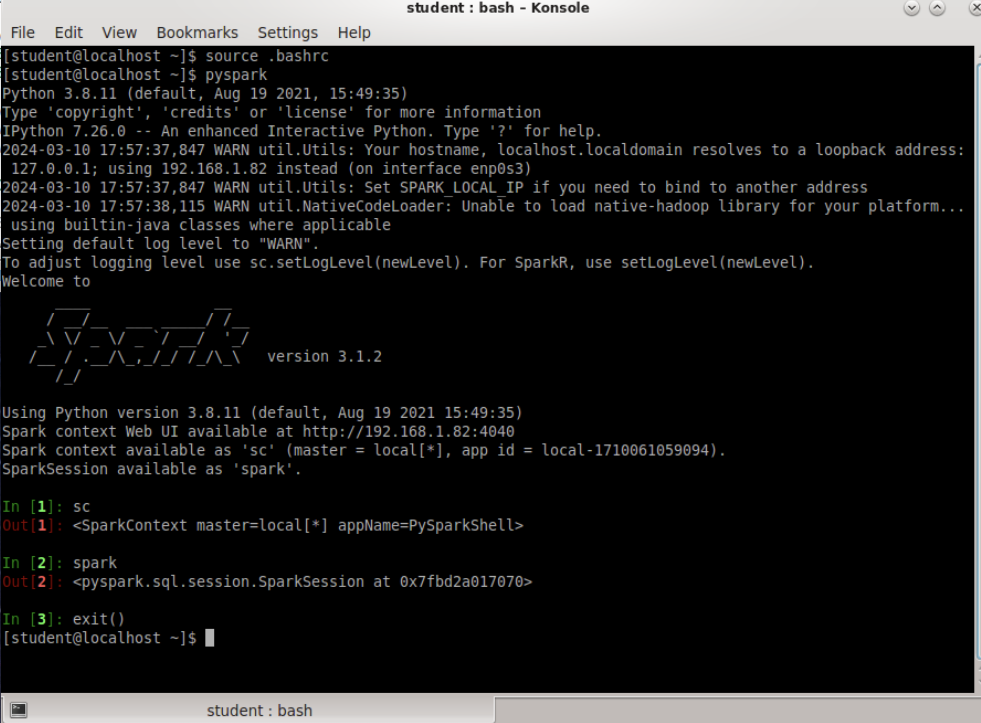 student : bash – Konsole
File Edit View Bookmarks Settings Help
[student@localhost ~]$ source .bashrc
[student@localhost ~]$ pyspark
Python 3.8.11 (default, Aug 19 2021, 15:49:35)
Type 'copyright', 'credits' or 'license' for more information
IPython 7.26.0 -- An enhanced Interactive Python. Type '?' for help.
2024-03-10 17:57:37,847 WARN util.Utils: Your hostname, localhost.localdomain resolves to a loopback address:
127.0.0.1; using 192.168.1.82 instead (on interface enp0s3)
2024-03-10 17:57:37,847 WARN util.Utils: Set SPARK_LOCAL_IP if you need to bind to another address
2024-03-10 17:57:38,115 WARN util.NativeCodeLoader: Unable to load native-hadoop library for your platform...
using builtin-java classes where applicable
Setting default log level to "WARN".
To adjust logging level use sc.setLogLevel(newLevel). For SparkR, use setLogLevel(newLevel).
Welcome to
Spark version 3.1.2
Using Python version 3.8.11 (default, Aug 19 2021 15:49:35)
Spark context Web UI available at http://192.168.1.82:4040
Spark context available as 'sc' (master = local[*], app id = local-1710061059094).
SparkSession available as 'spark'.
In [1]: sc
Out[1]: <SparkContext master=local[*] appName=PySparkShell>
In [2]: spark
Out[2]: <pyspark.sql.session.SparkSession at 0x7fbd2a017070>
In [3]: exit()
[student@localhost ~]$
student : bash